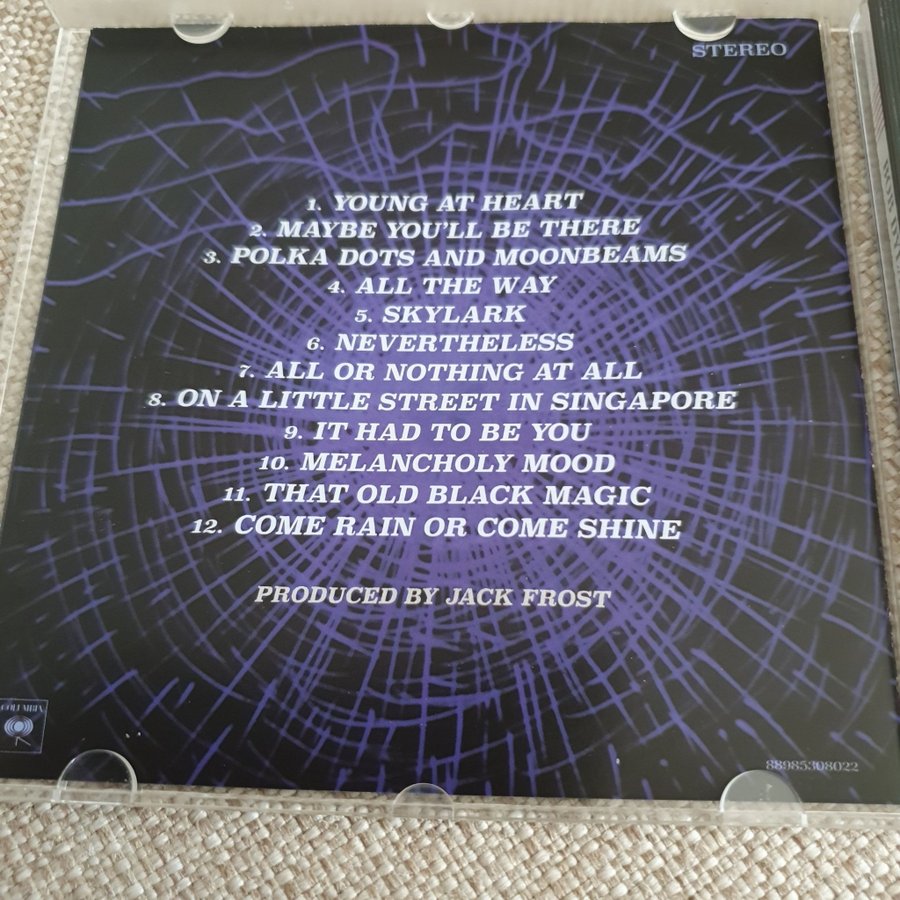 STEREO
1. YOUNG AT HEART
2. MAYBE YOU'LL BE THERE
3. POLKA DOTS AND MOONBEAMS
4. ALL THE WAY
5. SKYLARK
6. NEVERTHELESS
7. ALL OR NOTHING AT ALL
8. ON A LITTLE STREET IN SINGAPORE
9. IT HAD TO BE YOU
10. MELANCHOLY MOOD
11. THAT OLD BLACK MAGIC
12. COME RAIN OR COME SHINE
PRODUCED BY JACK FROST
COLUMBIA
88985308022